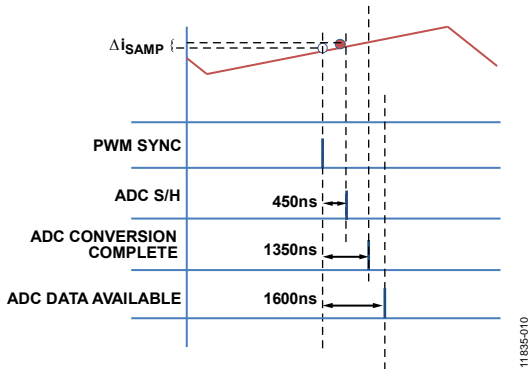 Δi_SAMP {
PWM SYNC
ADC S/H
450ns
ADC CONVERSION
COMPLETE
1350ns
ADC DATA AVAILABLE
1600ns
11835-010